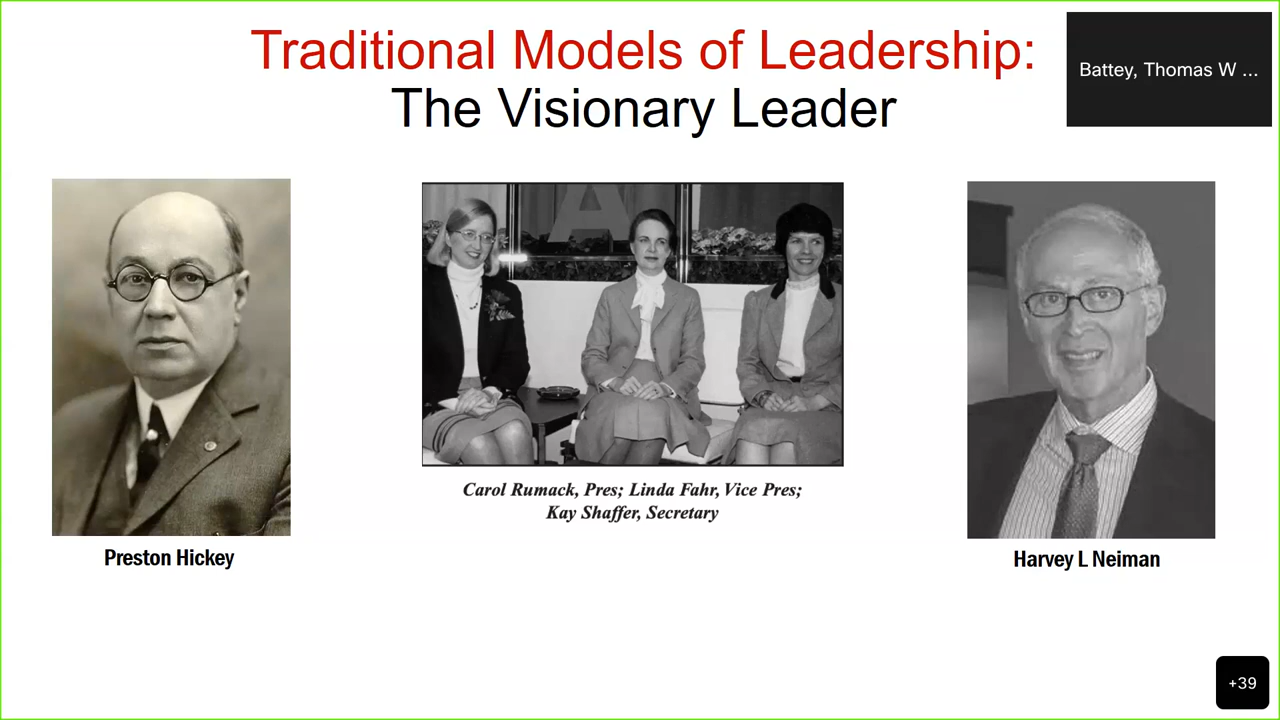 Traditional Models of Leadership:
The Visionary Leader
Battey, Thomas W ...
A
Carol Rumack, Pres; Linda Fahr, Vice Pres;
Kay Shaffer, Secretary
Preston Hickey
Harvey L Neiman
+39